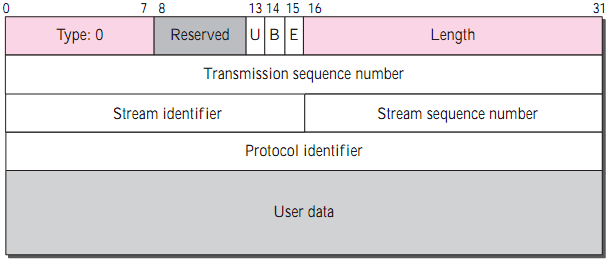 0 7 8 13 14 15 16 31
Type: 0 Reserved U B E Length
Transmission sequence number
Stream identifier Stream sequence number
Protocol identifier
User data